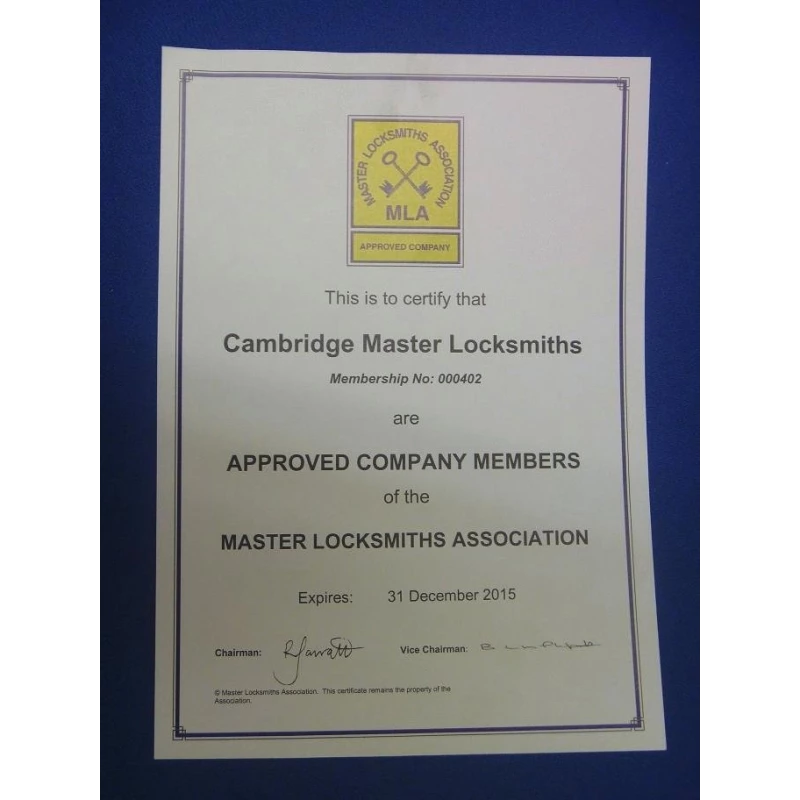 MASTER LOCKSMITHS ASSOCIATION
MLA
APPROVED COMPANY
This is to certify that
Cambridge Master Locksmiths
Membership No: 000402
are
APPROVED COMPANY MEMBERS
of the
MASTER LOCKSMITHS ASSOCIATION
Expires: 31 December 2015
Chairman: Vice Chairman:
© Master Locksmiths Association. This certificate remains the property of the
Association.